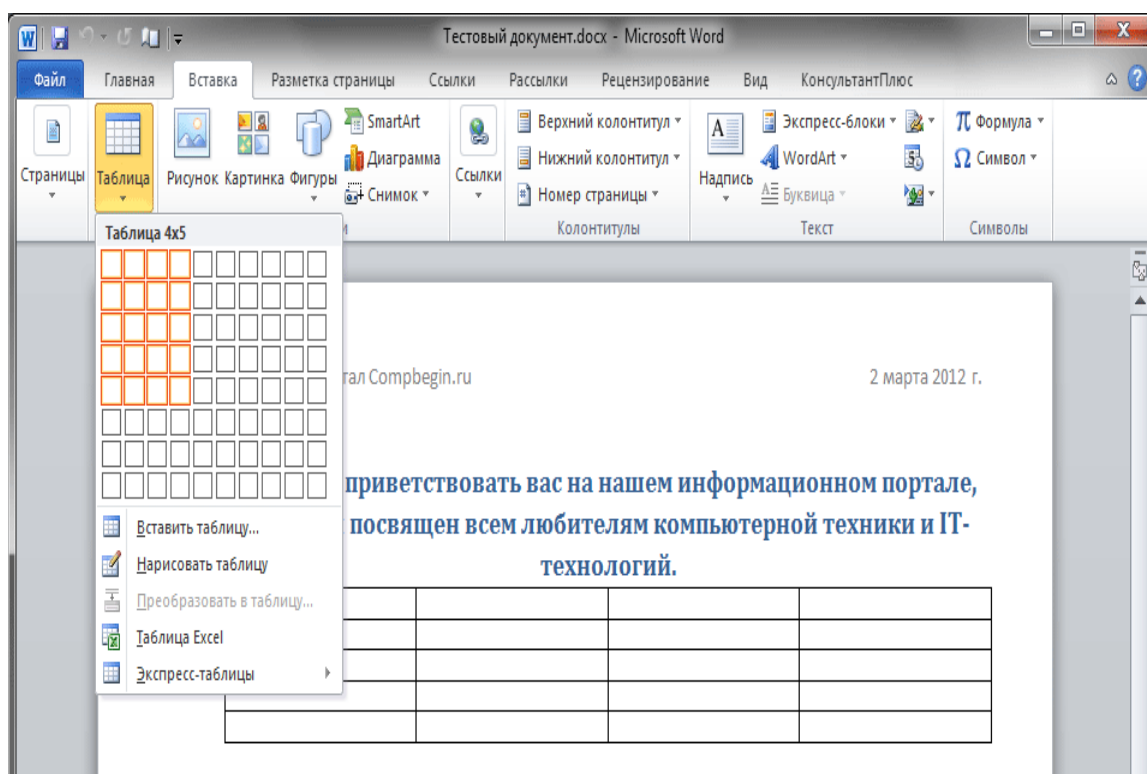 Тестовый документ.docx - Microsoft Word
Файл Главная Вставка Разметка страницы Ссылки Рассылки Рецензирование Вид КонсультантПлюс
Страницы
Таблица
Рисунок
Картинка
Фигуры
SmartArt
Диаграмма
Снимок
Ссылки
Верхний колонтитул
Нижний колонтитул
Номер страницы
Колонтитулы
Надпись
Экспресс-блоки
WordArt
Буквица
Текст
π Формула
Ω Символ
Символы
Таблица 4x5
Вставить таблицу...
Нарисовать таблицу
Преобразовать в таблицу...
Таблица Excel
Экспресс-таблицы
Compbegin.ru 2 марта 2012 г.
приветствовать вас на нашем информационном портале,
посвящен всем любителям компьютерной техники и IT-
технологий.